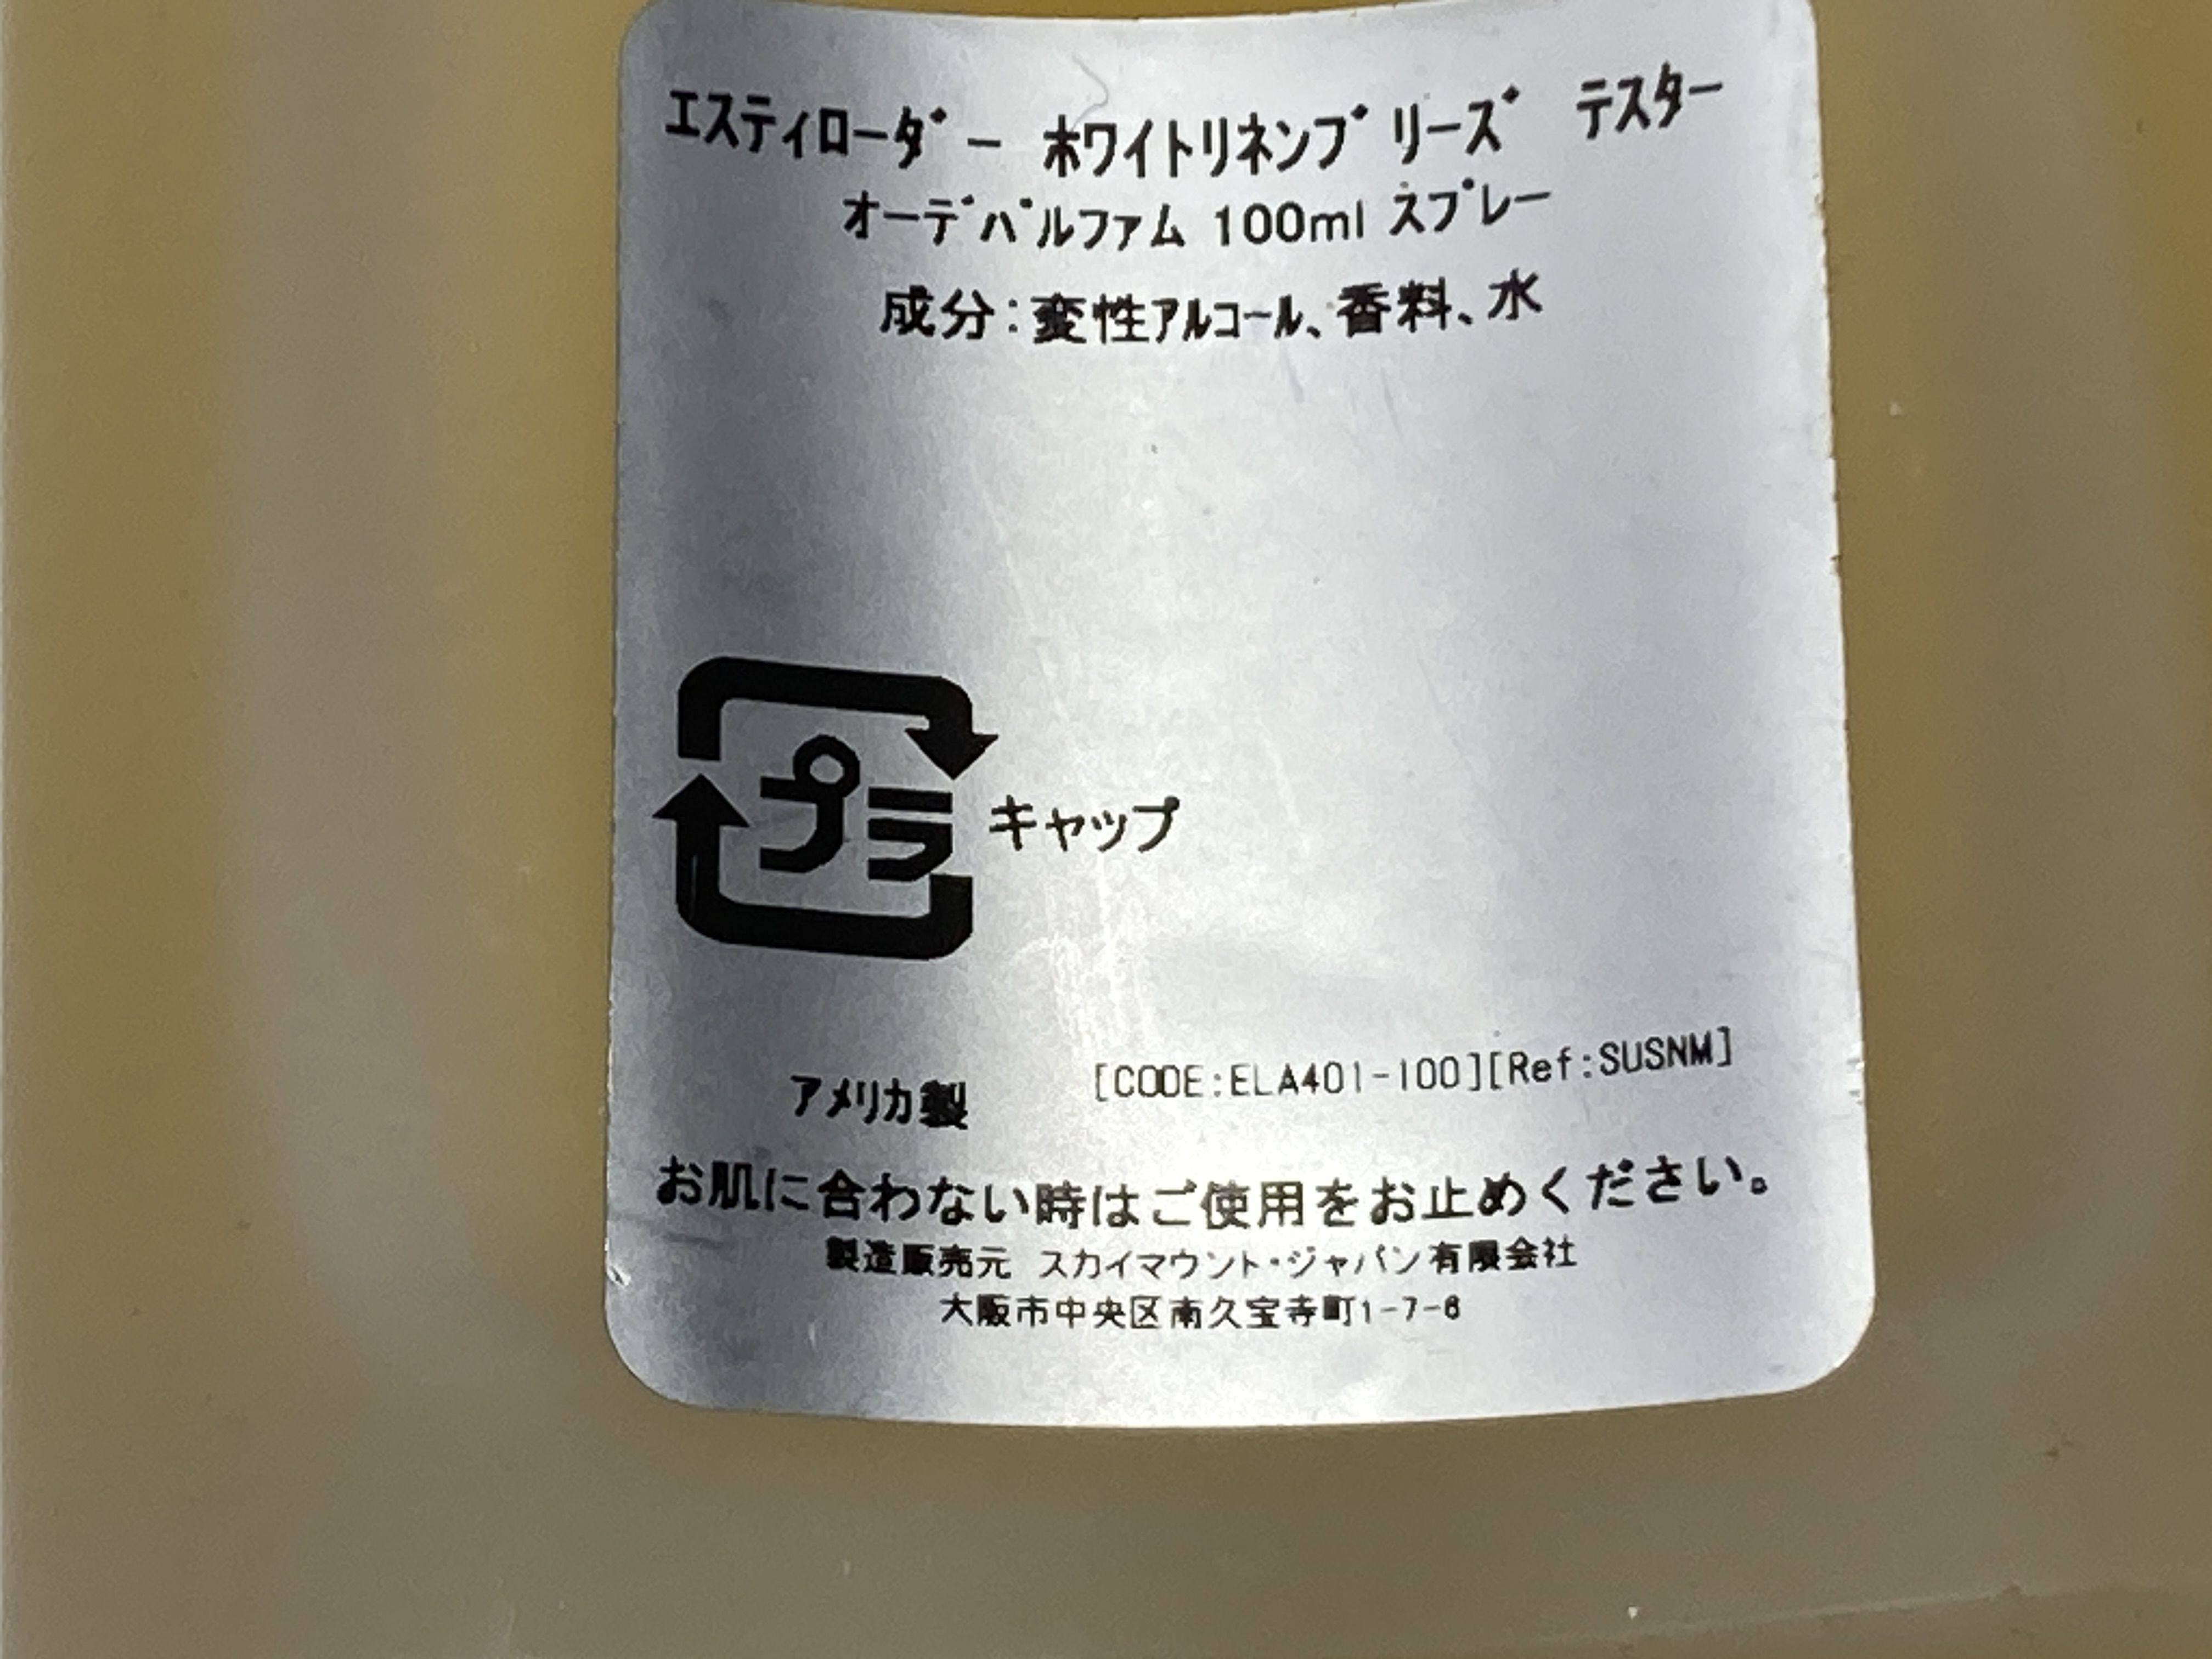 エスティローダー ホワイトリネンブリーズ テスター
オーデパルファム 100ml スプレー
成分:変性アルコール、香料、水
プラ キャップ
アメリカ製 [CODE:ELA401-100][Ref:SUSNM]
お肌に合わない時はご使用をお止めください。
製造販売元 スカイマウント・ジャパン有限会社
大阪市中央区南久宝寺町1-7-6